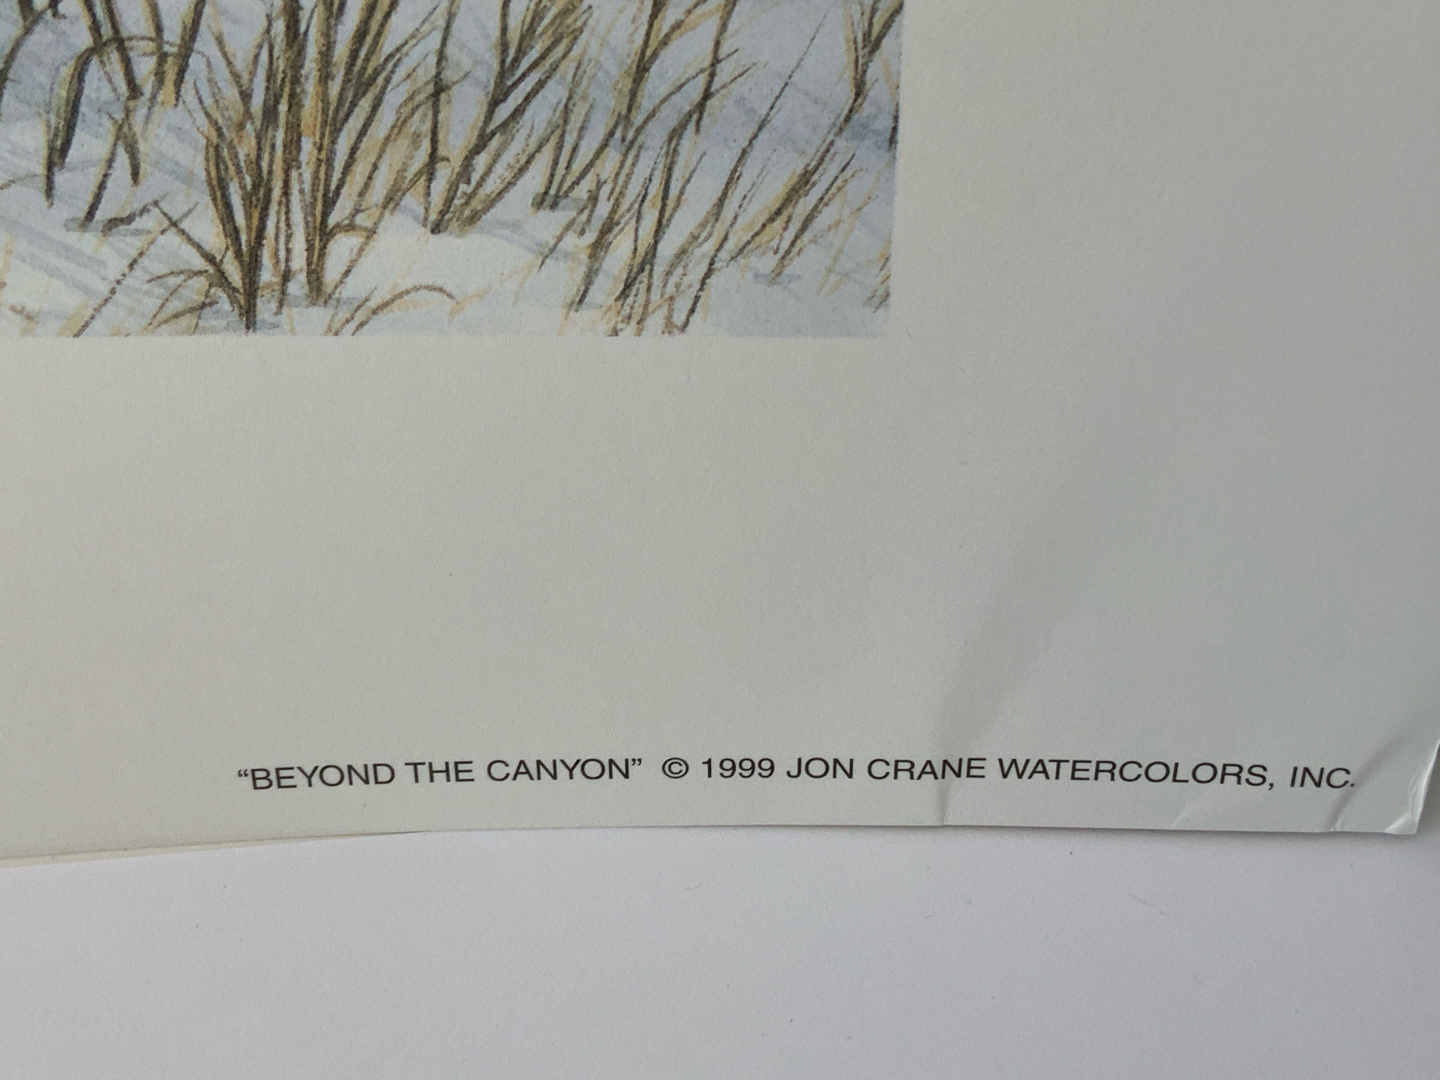 “BEYOND THE CANYON” © 1999 JON CRANE WATERCOLORS, INC.